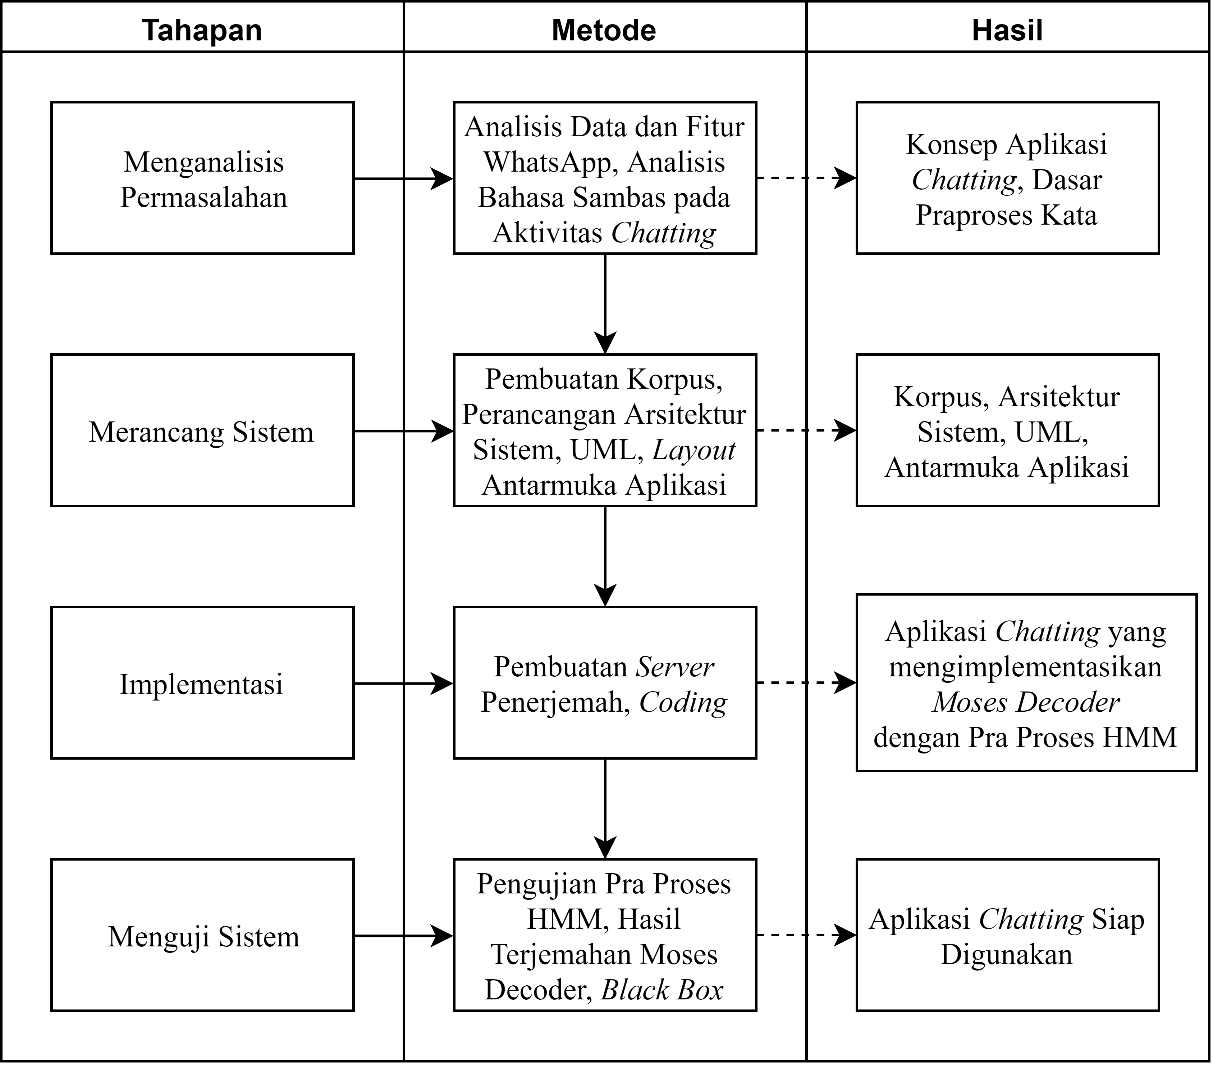 Tahapan
Metode
Hasil
Menganalisis
Permasalahan
Analisis Data dan Fitur
WhatsApp, Analisis
Bahasa Sambas pada
Aktivitas Chatting
Konsep Aplikasi
Chatting, Dasar
Praproses Kata
Merancang Sistem
Pembuatan Korpus,
Perancangan Arsitektur
Sistem, UML, Layout
Antarmuka Aplikasi
Korpus, Arsitektur
Sistem, UML,
Antarmuka Aplikasi
Implementasi
Pembuatan Server
Penerjemah, Coding
Aplikasi Chatting yang
mengimplementasikan
Moses Decoder
dengan Pra Proses HMM
Menguji Sistem
Pengujian Pra Proses
HMM, Hasil
Terjemahan Moses
Decoder, Black Box
Aplikasi Chatting Siap
Digunakan